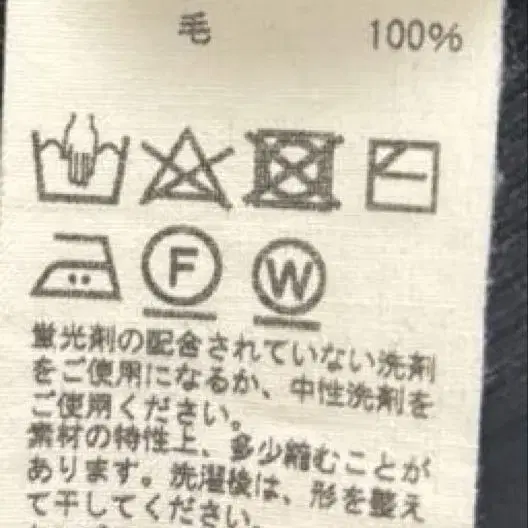 毛 100%
F W
蛍光剤の配合されていない洗剤
をご使用になるか、中性洗剤を
ご使用ください。
素材の特性上、多少縮むことが
あります。洗濯後は、形を整え
て干してください。